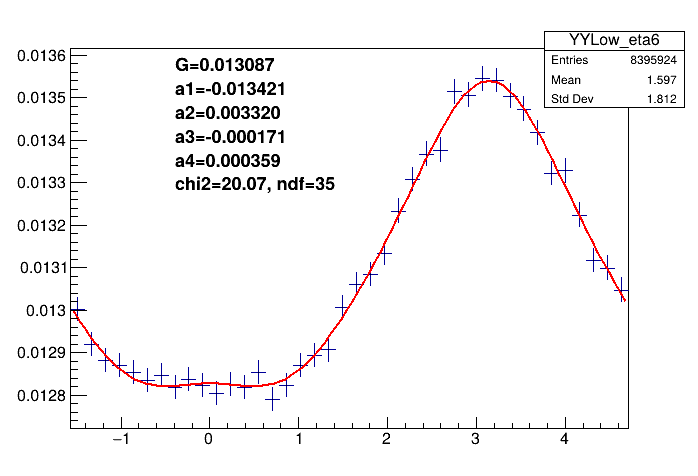 YYLow_eta6
Entries 8395924
Mean 1.597
Std Dev 1.812
G=0.013087
a1=-0.013421
a2=0.003320
a3=-0.000171
a4=0.000359
chi2=20.07, ndf=35
0.0136
0.0135
0.0134
0.0133
0.0132
0.0131
0.013
0.0129
0.0128
−1 0 1 2 3 4